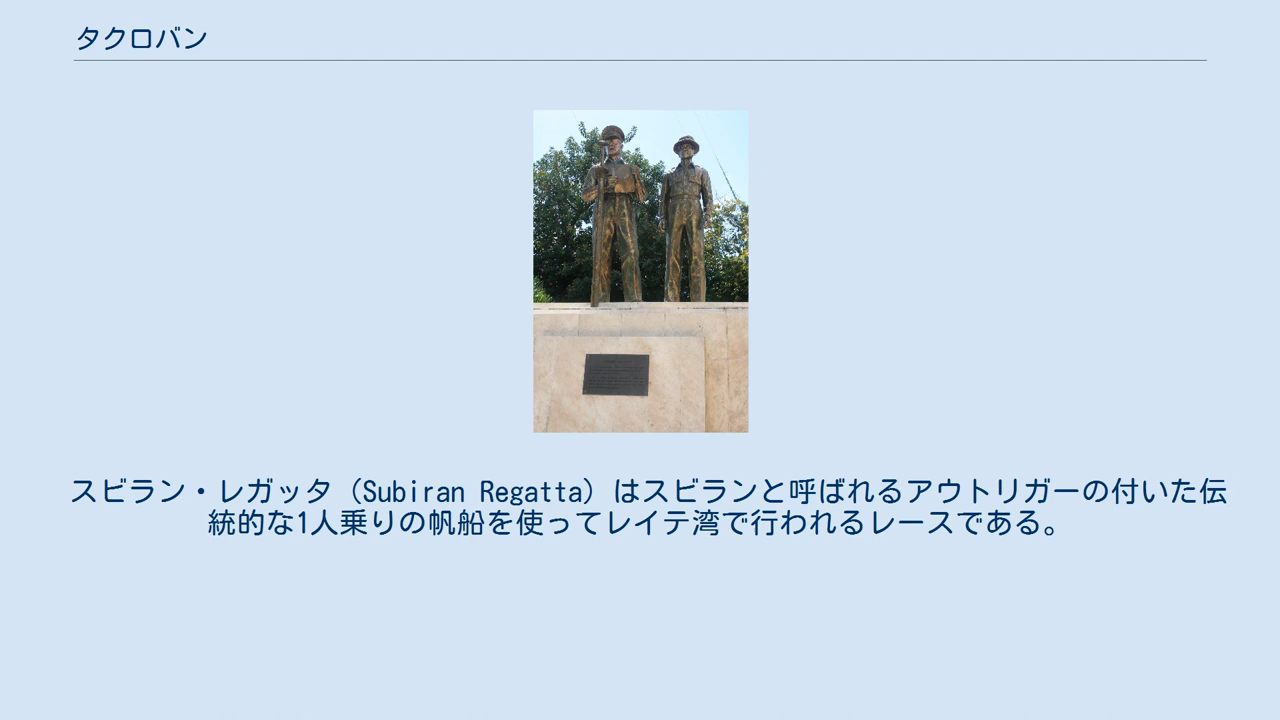 タクロバン
スビラン・レガッタ（Subiran Regatta）はスビランと呼ばれるアウトリガーの付いた伝
統的な1人乗りの帆船を使ってレイテ湾で行われるレースである。